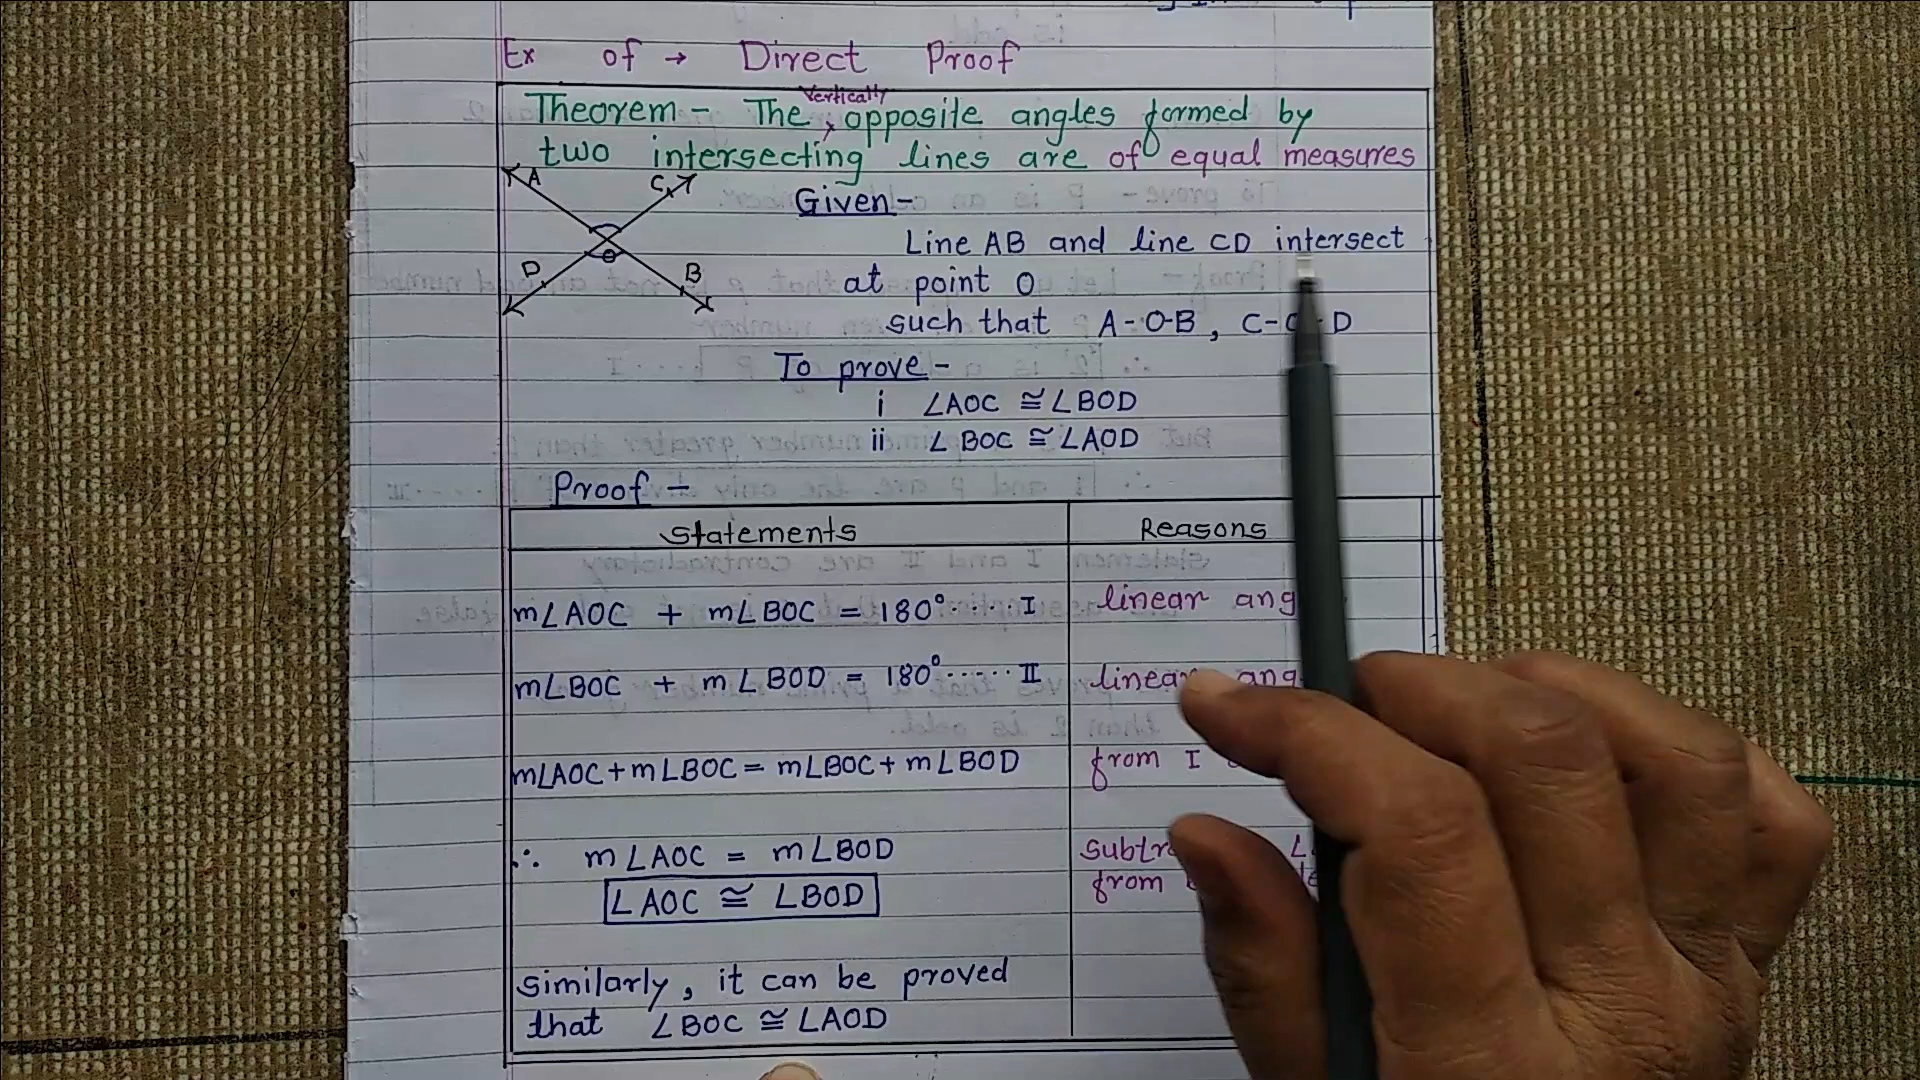 Ex of → Direct Proof
Vertically
Theorem - The, opposite angles formed by
two intersecting lines are of equal measures
A C
Given -
Line AB and line CD intersect
O
D B
at point O
such that A-O-B, C-O-D
To prove -
i ∠AOC ≅ ∠BOD
ii ∠BOC ≅ ∠AOD
Proof -
Statements Reasons
m∠AOC + m∠BOC = 180°.....I linear
m∠BOC + m∠BOD = 180°.....II linear
m∠AOC + m∠BOC = m∠BOC + m∠BOD from I
∴ m∠AOC = m∠BOD
∠AOC ≅ ∠BOD from
similarly, it can be proved
that ∠BOC ≅ ∠AOD